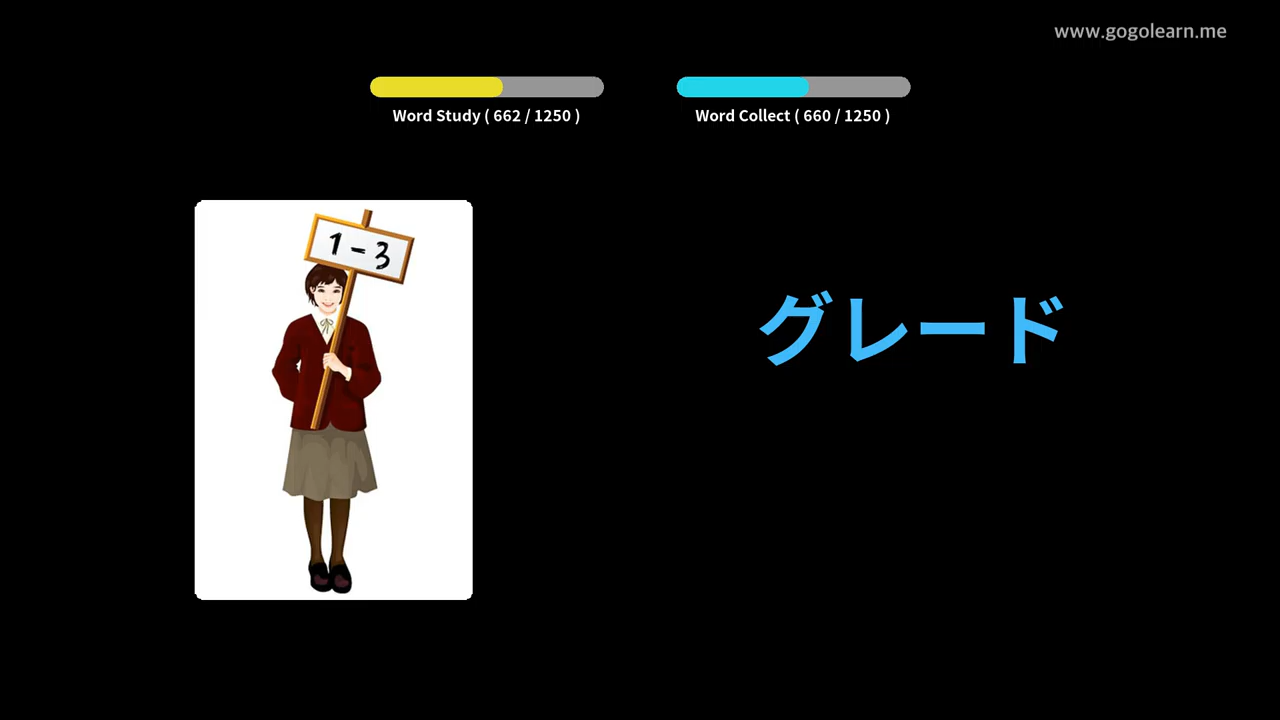 www.gogolearn.me
Word Study ( 662 / 1250 )
Word Collect ( 660 / 1250 )
1 - 3
グレード